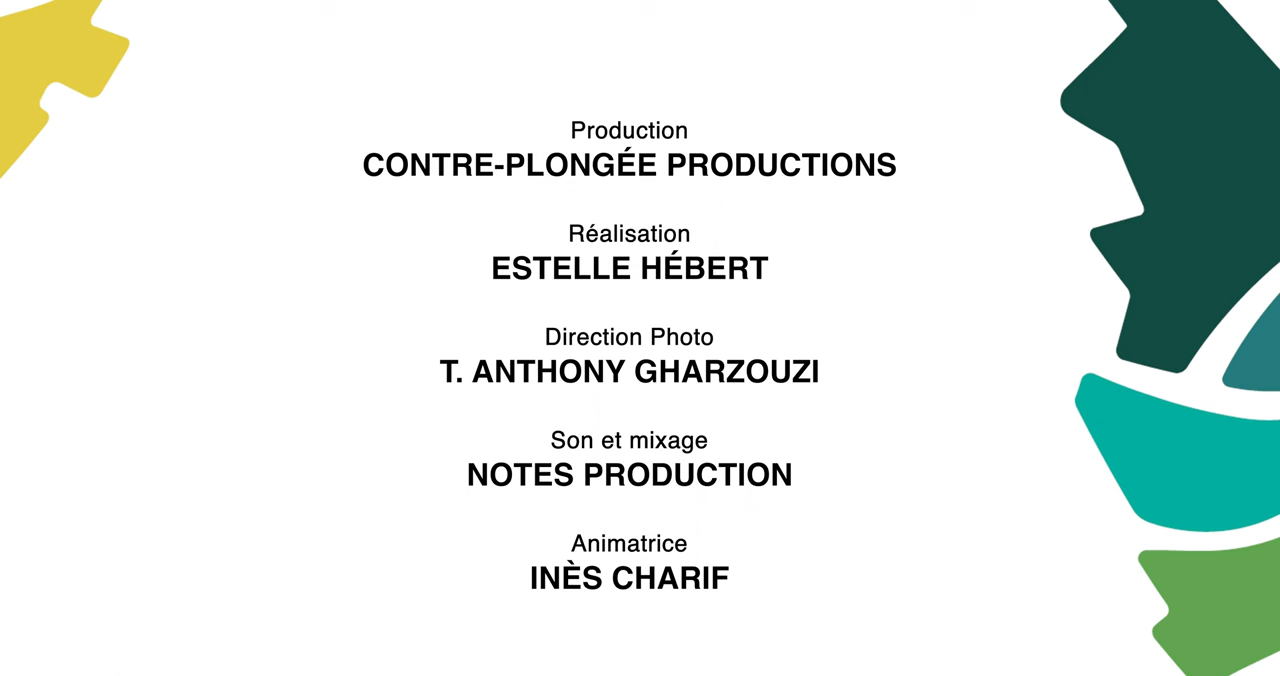 Production
CONTRE-PLONGÉE PRODUCTIONS
Réalisation
ESTELLE HÉBERT
Direction Photo
T. ANTHONY GHARZOUZI
Son et mixage
NOTES PRODUCTION
Animatrice
INÈS CHARIF